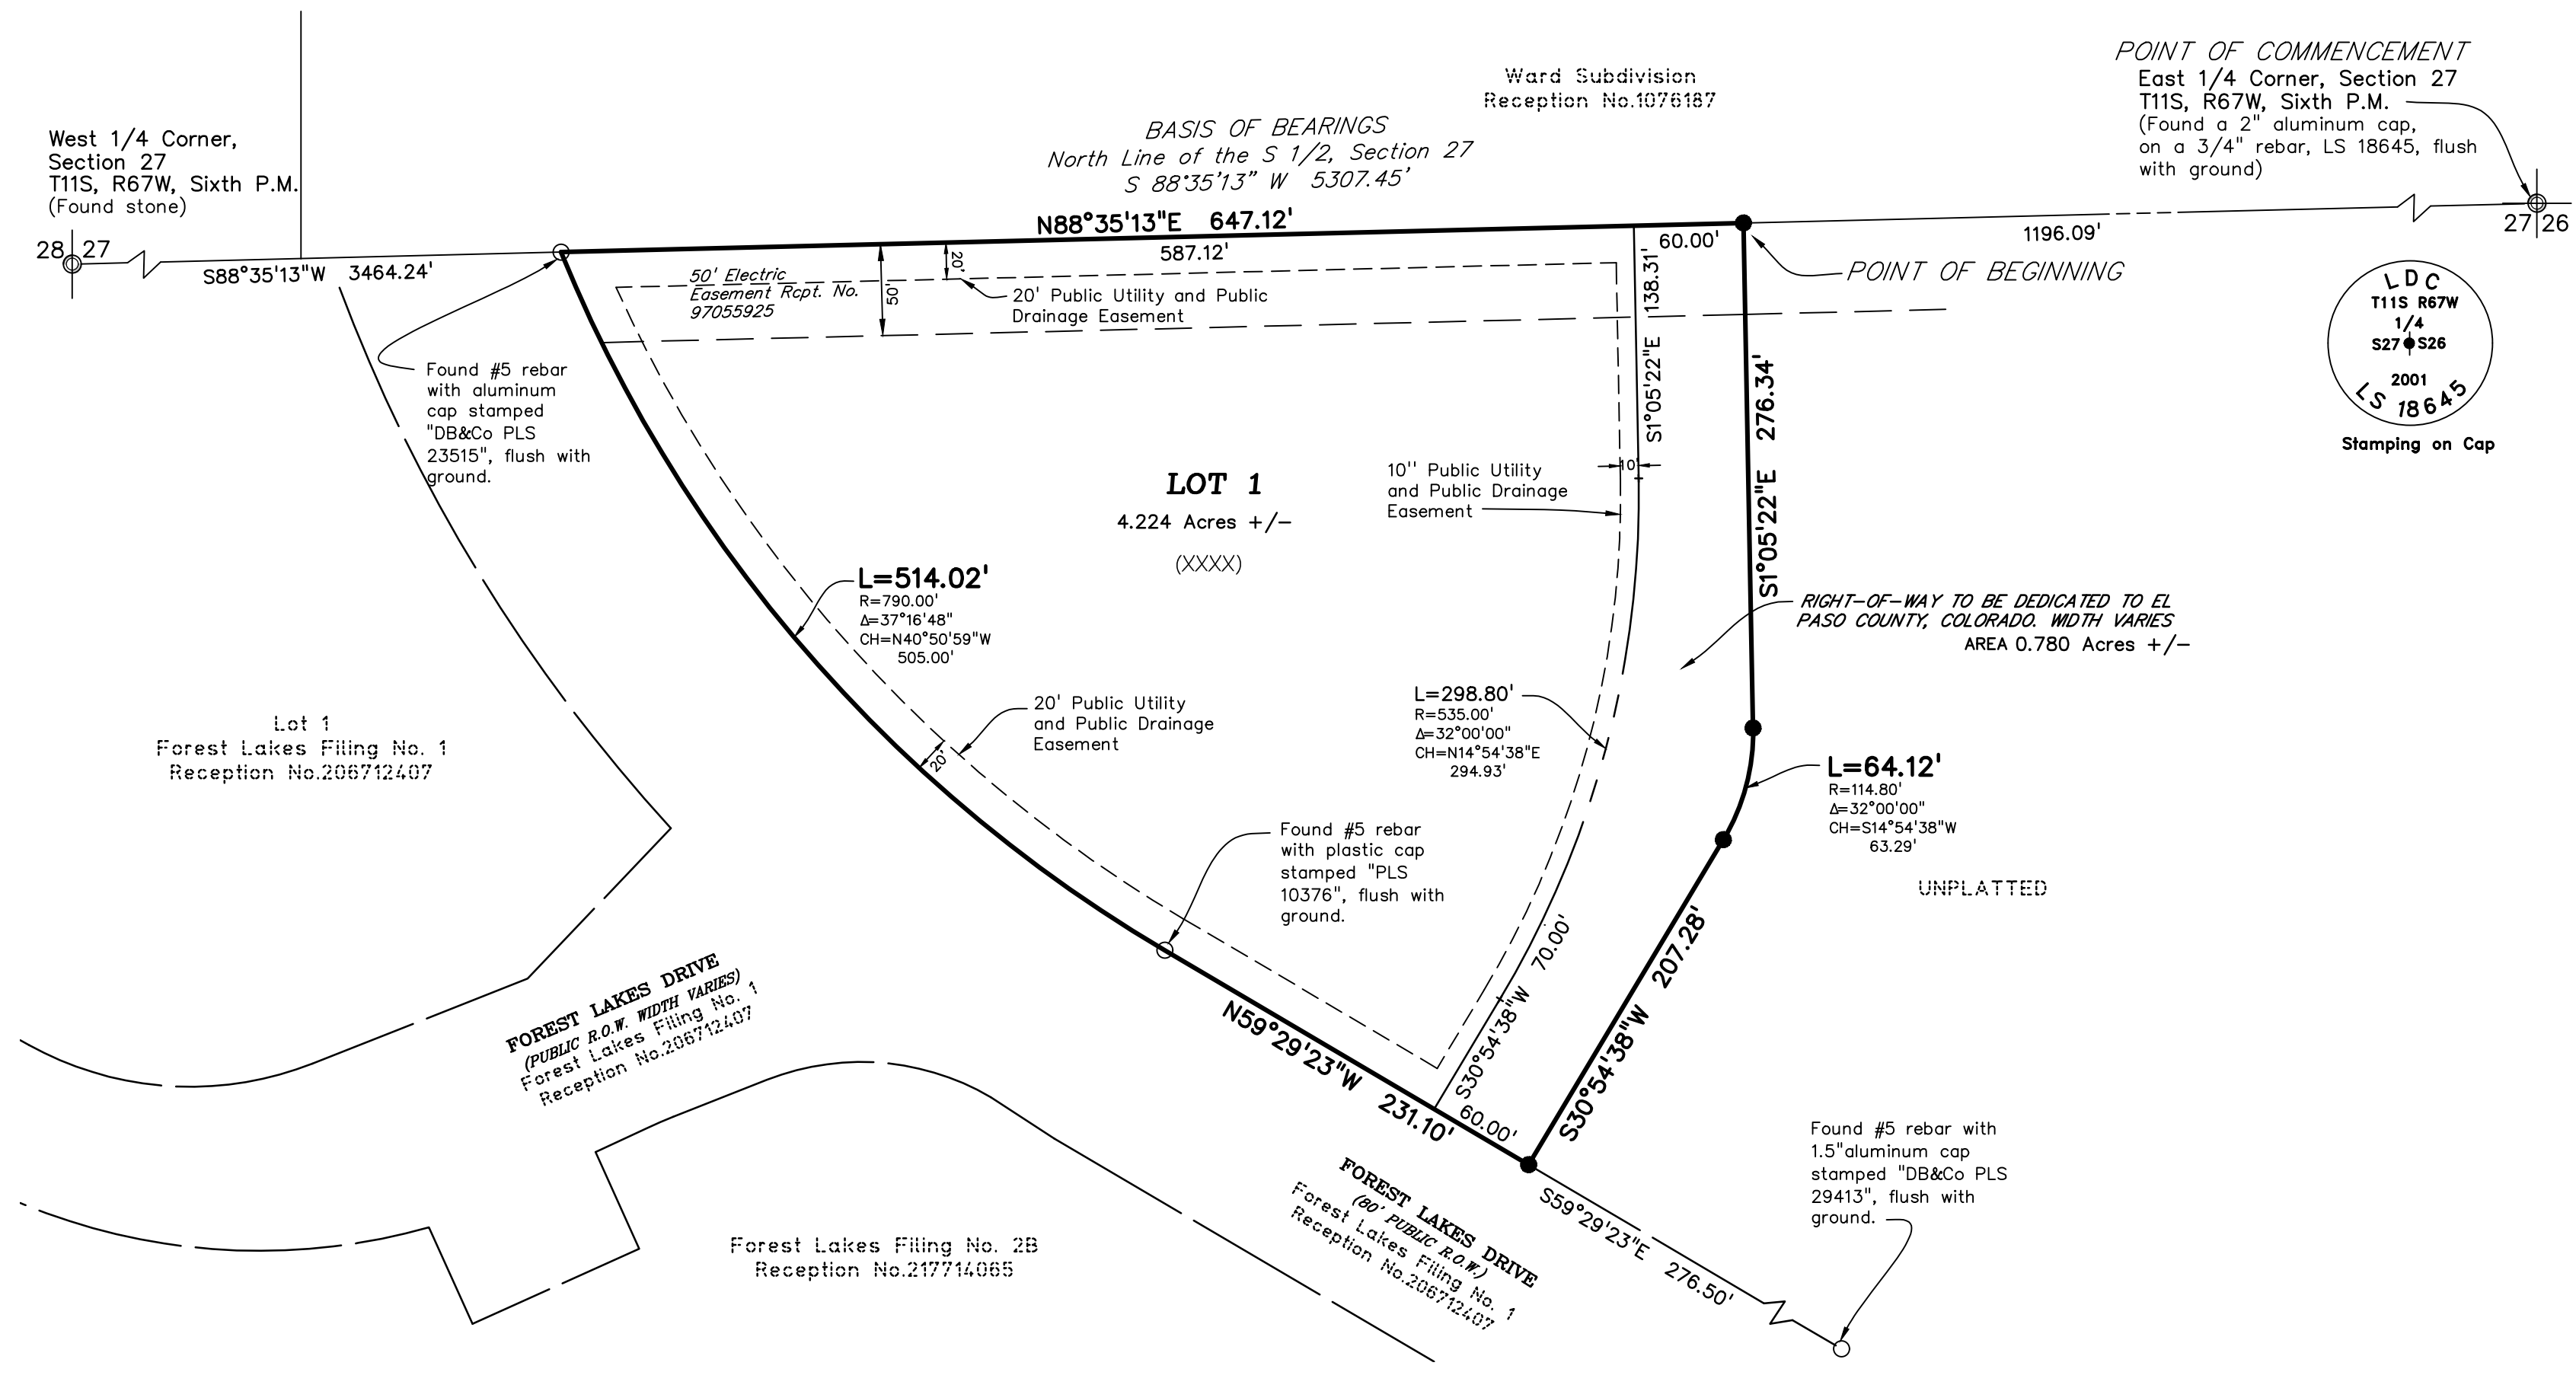 POINT OF COMMENCEMENT
East 1/4 Corner, Section 27
T11S, R67W, Sixth P.M.
(Found a 2" aluminum cap,
on a 3/4" rebar, LS 18645, flush
with ground)
Ward Subdivision
Reception No.1076187
BASIS OF BEARINGS
North Line of the S 1/2, Section 27
S 88°35'13" W 5307.45'
West 1/4 Corner,
Section 27
T11S, R67W, Sixth P.M.
(Found stone)
28 27
S88°35'13"W 3464.24'
N88°35'13"E 647.12'
587.12'
60.00'
1196.09'
27 26
POINT OF BEGINNING
50' Electric
Easement Rcpt. No.
97055925
50'
20'
20' Public Utility and Public
Drainage Easement
S1°05'22"E 138.31'
S1°05'22"E 276.34'
LDC
T11S R67W
1/4
S27 S26
2001
LS 18645
Stamping on Cap
Found #5 rebar
with aluminum
cap stamped
"DB&Co PLS
23515", flush with
ground.
LOT 1
4.224 Acres +/-
(XXXX)
10'
10'' Public Utility
and Public Drainage
Easement
L=514.02'
R=790.00'
Δ=37°16'48"
CH=N40°50'59"W
505.00'
RIGHT-OF-WAY TO BE DEDICATED TO EL
PASO COUNTY, COLORADO. WIDTH VARIES
AREA 0.780 Acres +/-
20' Public Utility
and Public Drainage
Easement
20'
L=298.80'
R=535.00'
Δ=32°00'00"
CH=N14°54'38"E
294.93'
Lot 1
Forest Lakes Filing No. 1
Reception No.206712407
L=64.12'
R=114.80'
Δ=32°00'00"
CH=S14°54'38"W
63.29'
UNPLATTED
Found #5 rebar
with plastic cap
stamped "PLS
10376", flush with
ground.
S30°54'38"W 70.00'
S30°54'38"W 207.28'
N59°29'23"W 231.10'
60.00'
FOREST LAKES DRIVE
(PUBLIC R.O.W. WIDTH VARIES)
Forest Lakes Filing No. 1
Reception No.206712407
FOREST LAKES DRIVE
(80' PUBLIC R.O.W.)
Forest Lakes Filing No. 1
Reception No.206712407
S59°29'23"E 276.50'
Found #5 rebar with
1.5"aluminum cap
stamped "DB&Co PLS
29413", flush with
ground.
Forest Lakes Filing No. 2B
Reception No.217714065